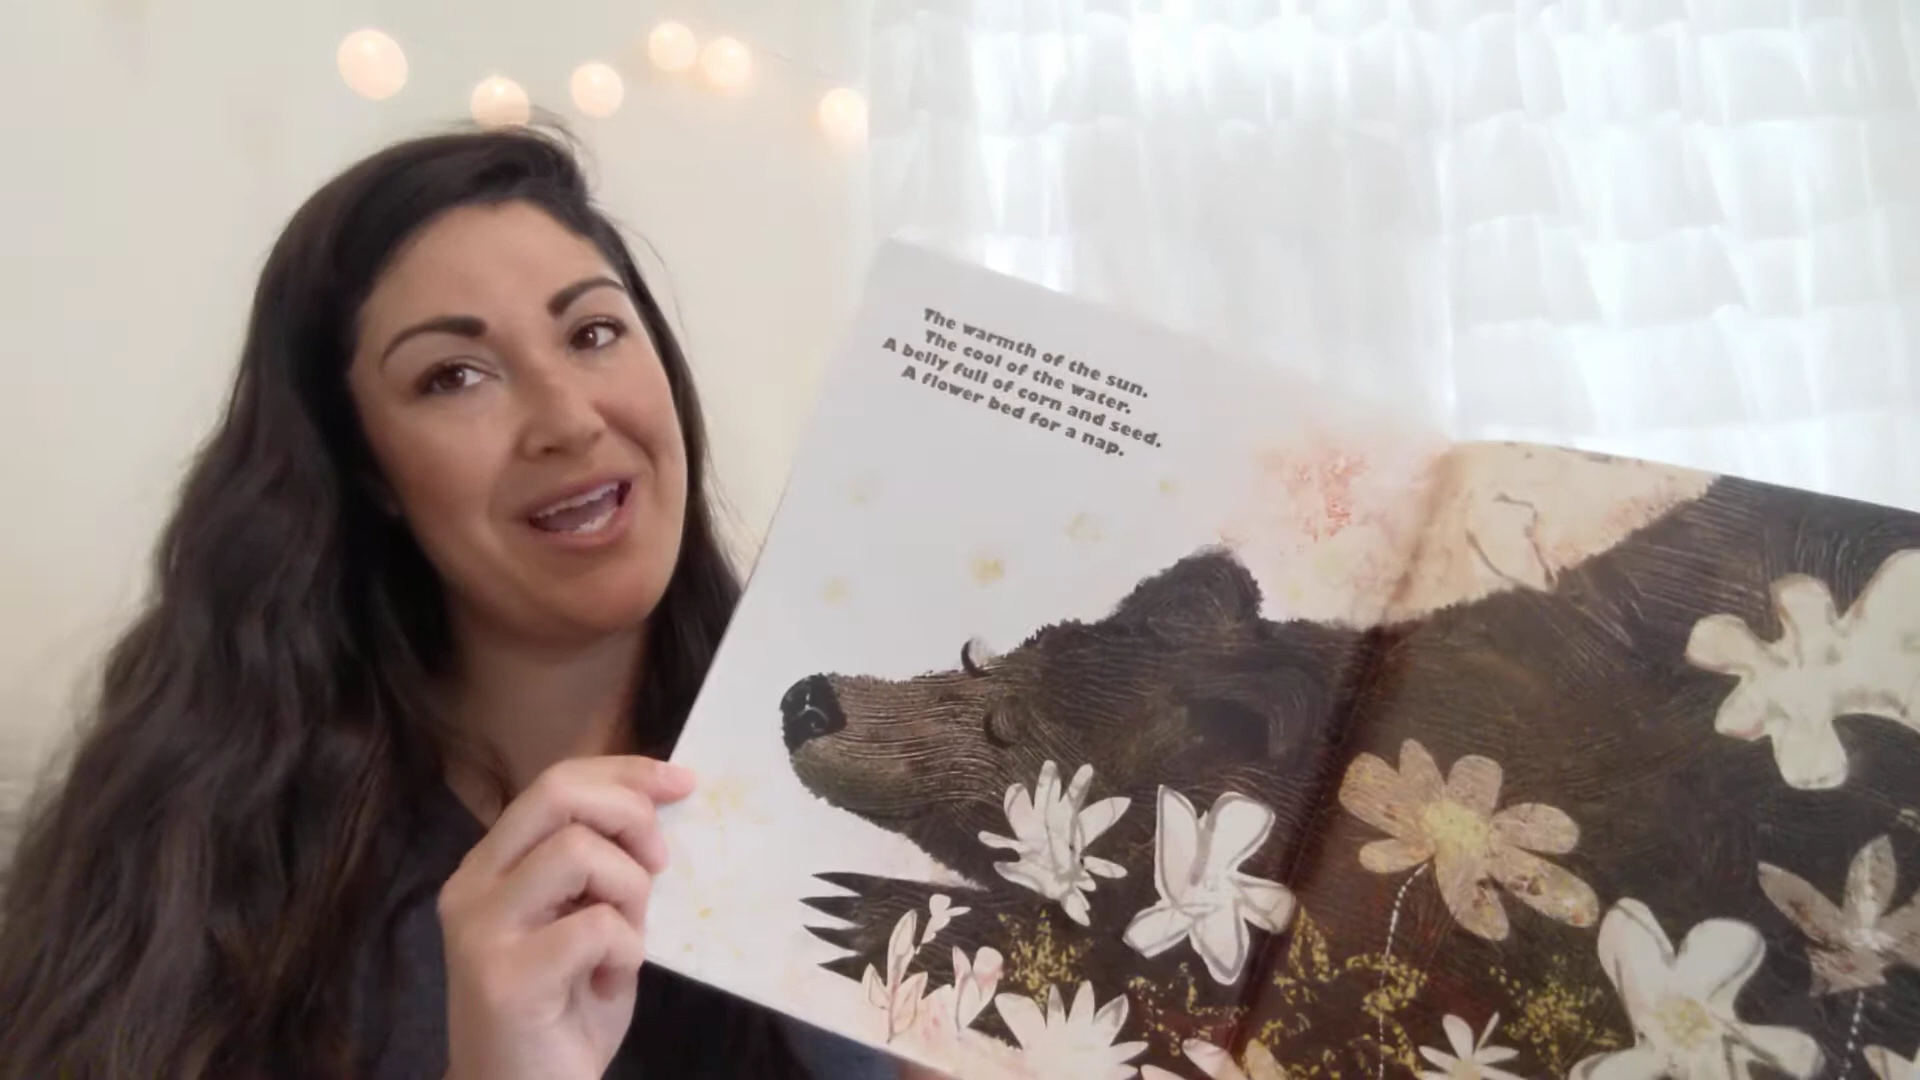 The warmth of the sun.
The cool of the water.
A belly full of corn and seed.
A flower bed for a nap.